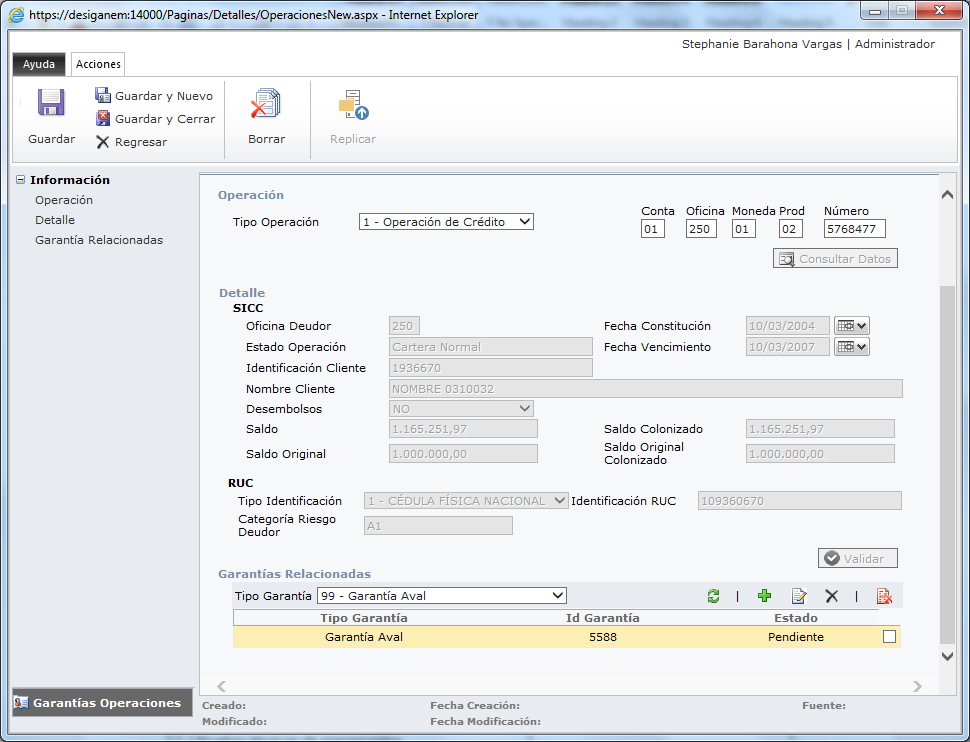 https://desiganem:14000/Paginas/Detalles/OperacionesNew.aspx - Internet Explorer
Stephanie Barahona Vargas | Administrador
Ayuda Acciones
Guardar
Guardar y Nuevo
Guardar y Cerrar
Regresar
Borrar
Replicar
Información
Operación
Detalle
Garantía Relacionadas
Operación
Conta Oficina Moneda Prod Número
Tipo Operación 1 - Operación de Crédito 01 250 01 02 5768477
Consultar Datos
Detalle
SICC
Oficina Deudor 250 Fecha Constitución 10/03/2004
Estado Operación Cartera Normal Fecha Vencimiento 10/03/2007
Identificación Cliente 1936670
Nombre Cliente NOMBRE 0310032
Desembolsos NO
Saldo 1.165.251,97 Saldo Colonizado 1.165.251,97
Saldo Original 1.000.000,00 Saldo Original
Colonizado 1.000.000,00
RUC
Tipo Identificación 1 - CÉDULA FÍSICA NACIONAL Identificación RUC 109360670
Categoría Riesgo
Deudor A1
Validar
Garantías Relacionadas
Tipo Garantía 99 - Garantía Aval
Tipo Garantía Id Garantía Estado
Garantía Aval 5588 Pendiente
Garantías Operaciones
Creado: Fecha Creación: Fuente:
Modificado: Fecha Modificación: